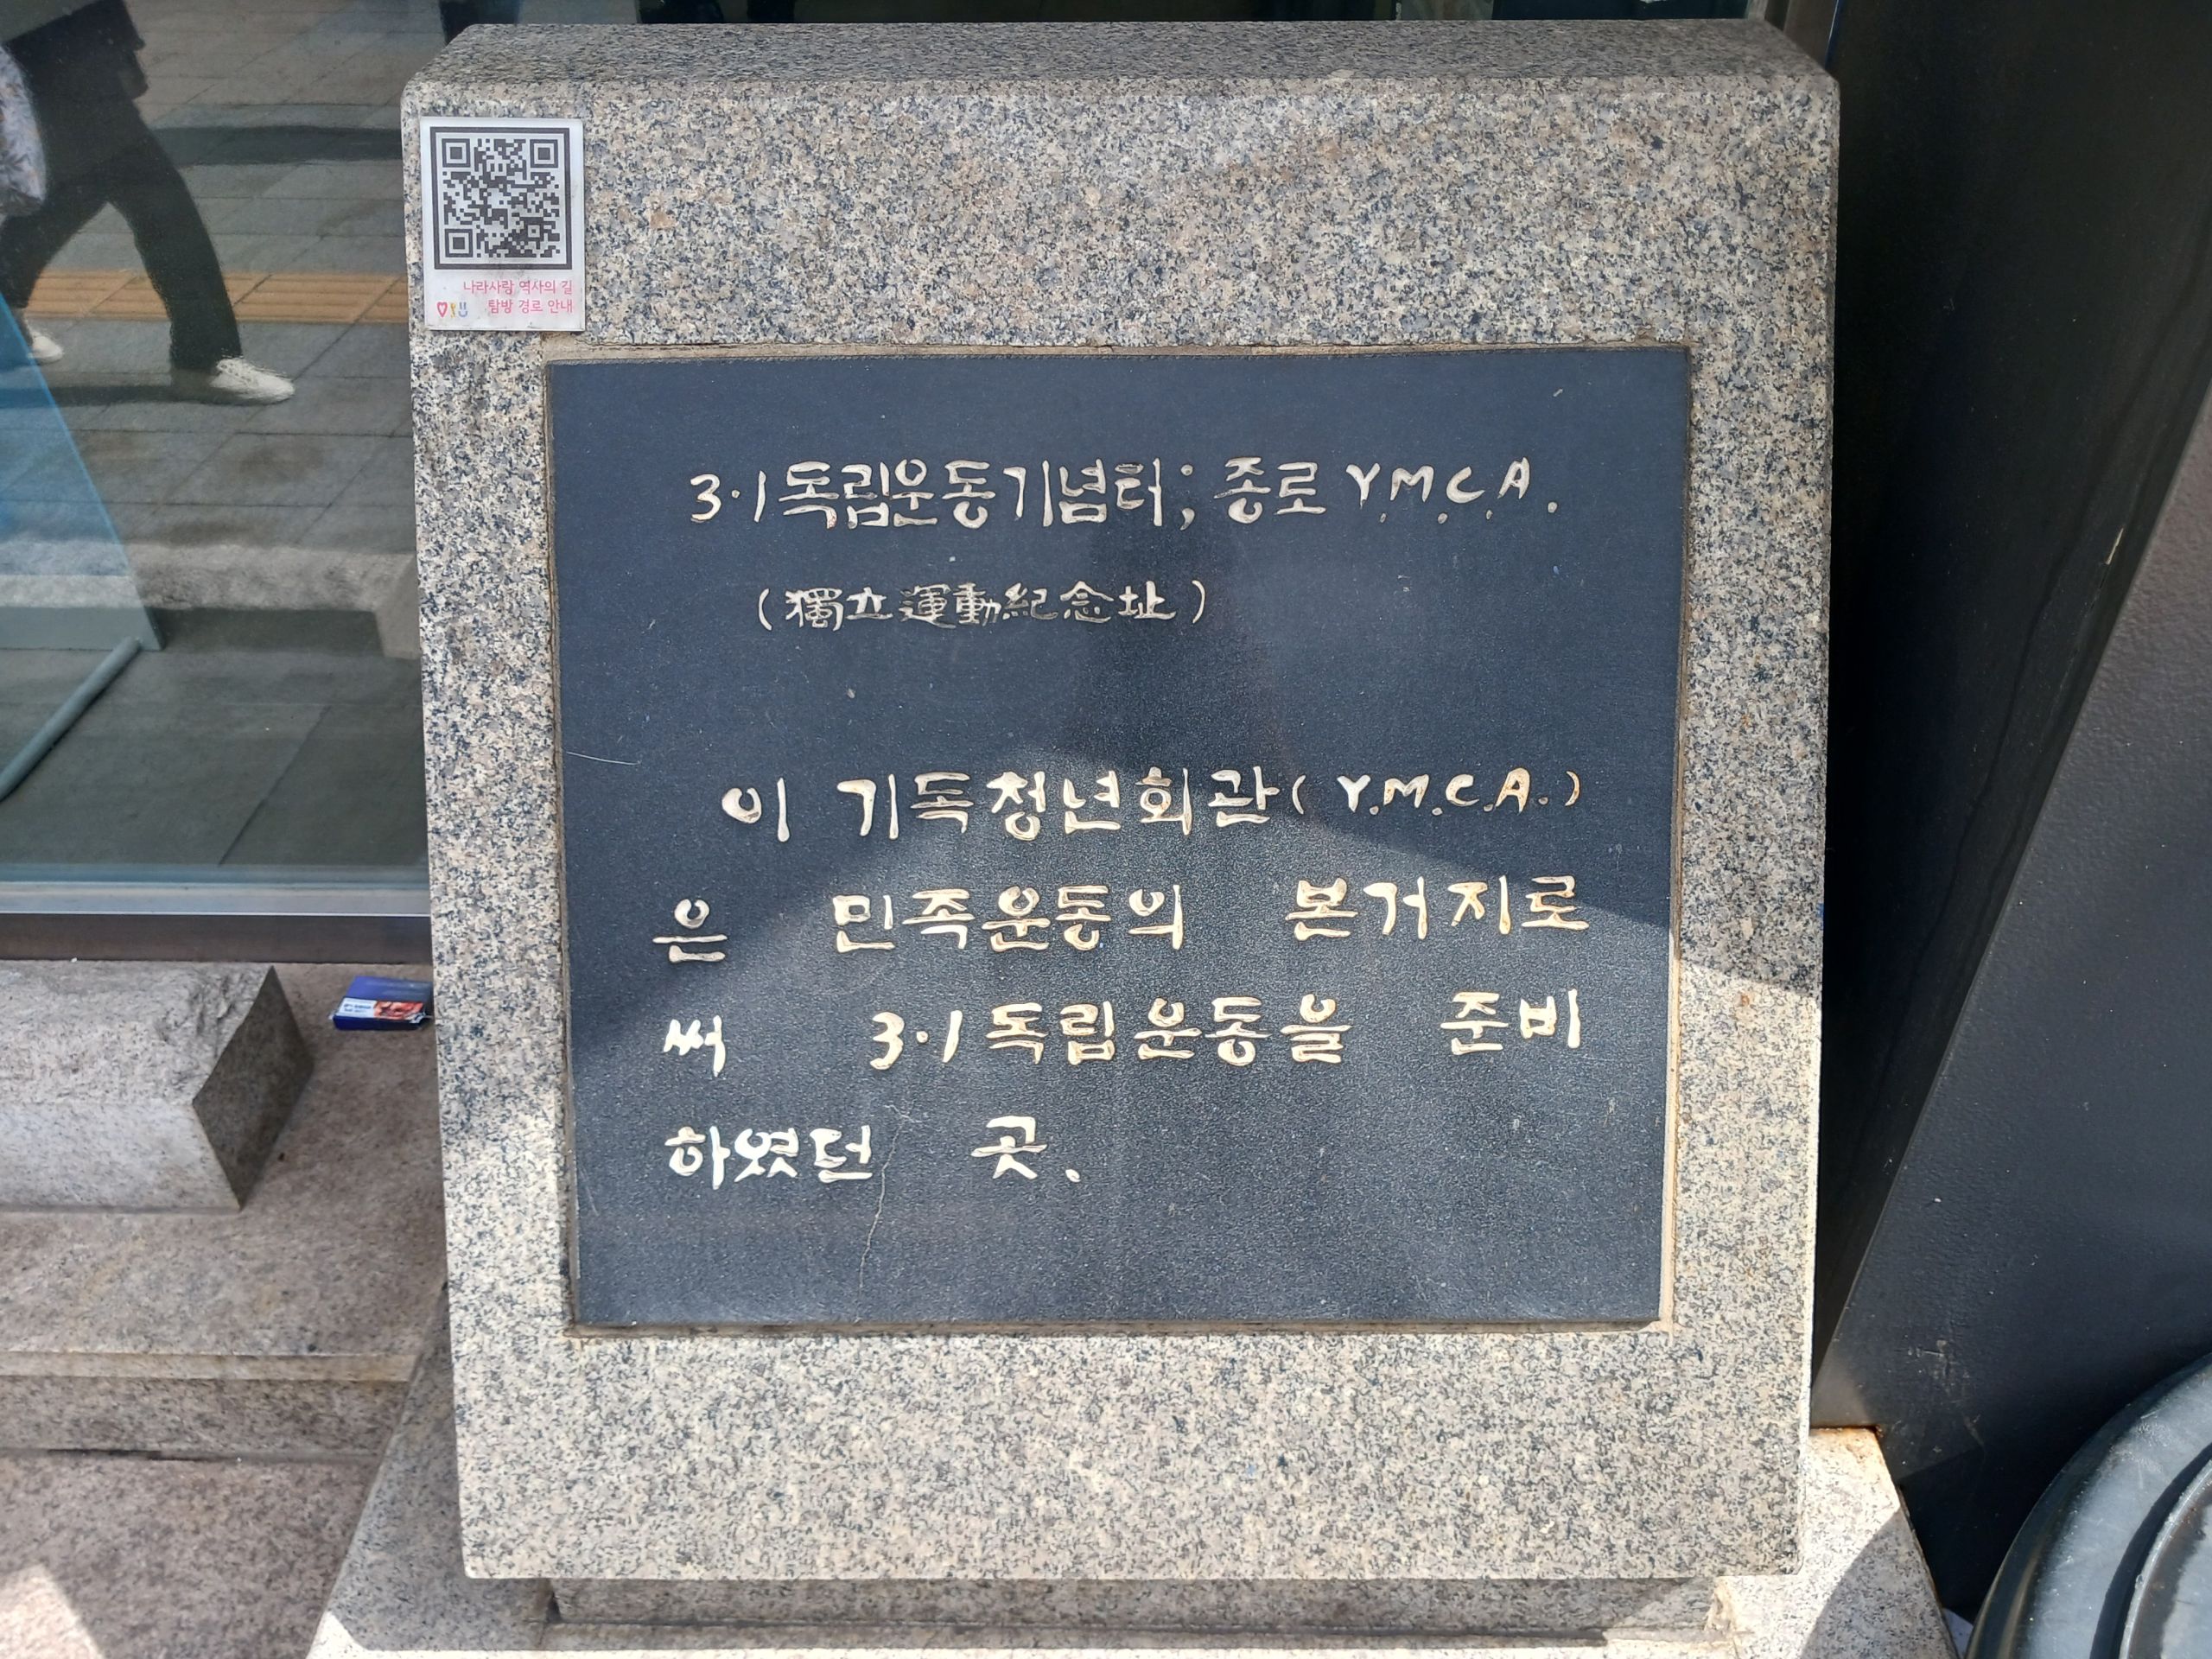 나라사랑 역사의 길
탐방 경로 안내
3·1독립운동기념터; 종로 Y.M.C.A.
(獨立運動紀念址)
이 기독청년회관(Y.M.C.A.)
은 민족운동의 본거지로
써 3·1독립운동을 준비
하였던 곳.